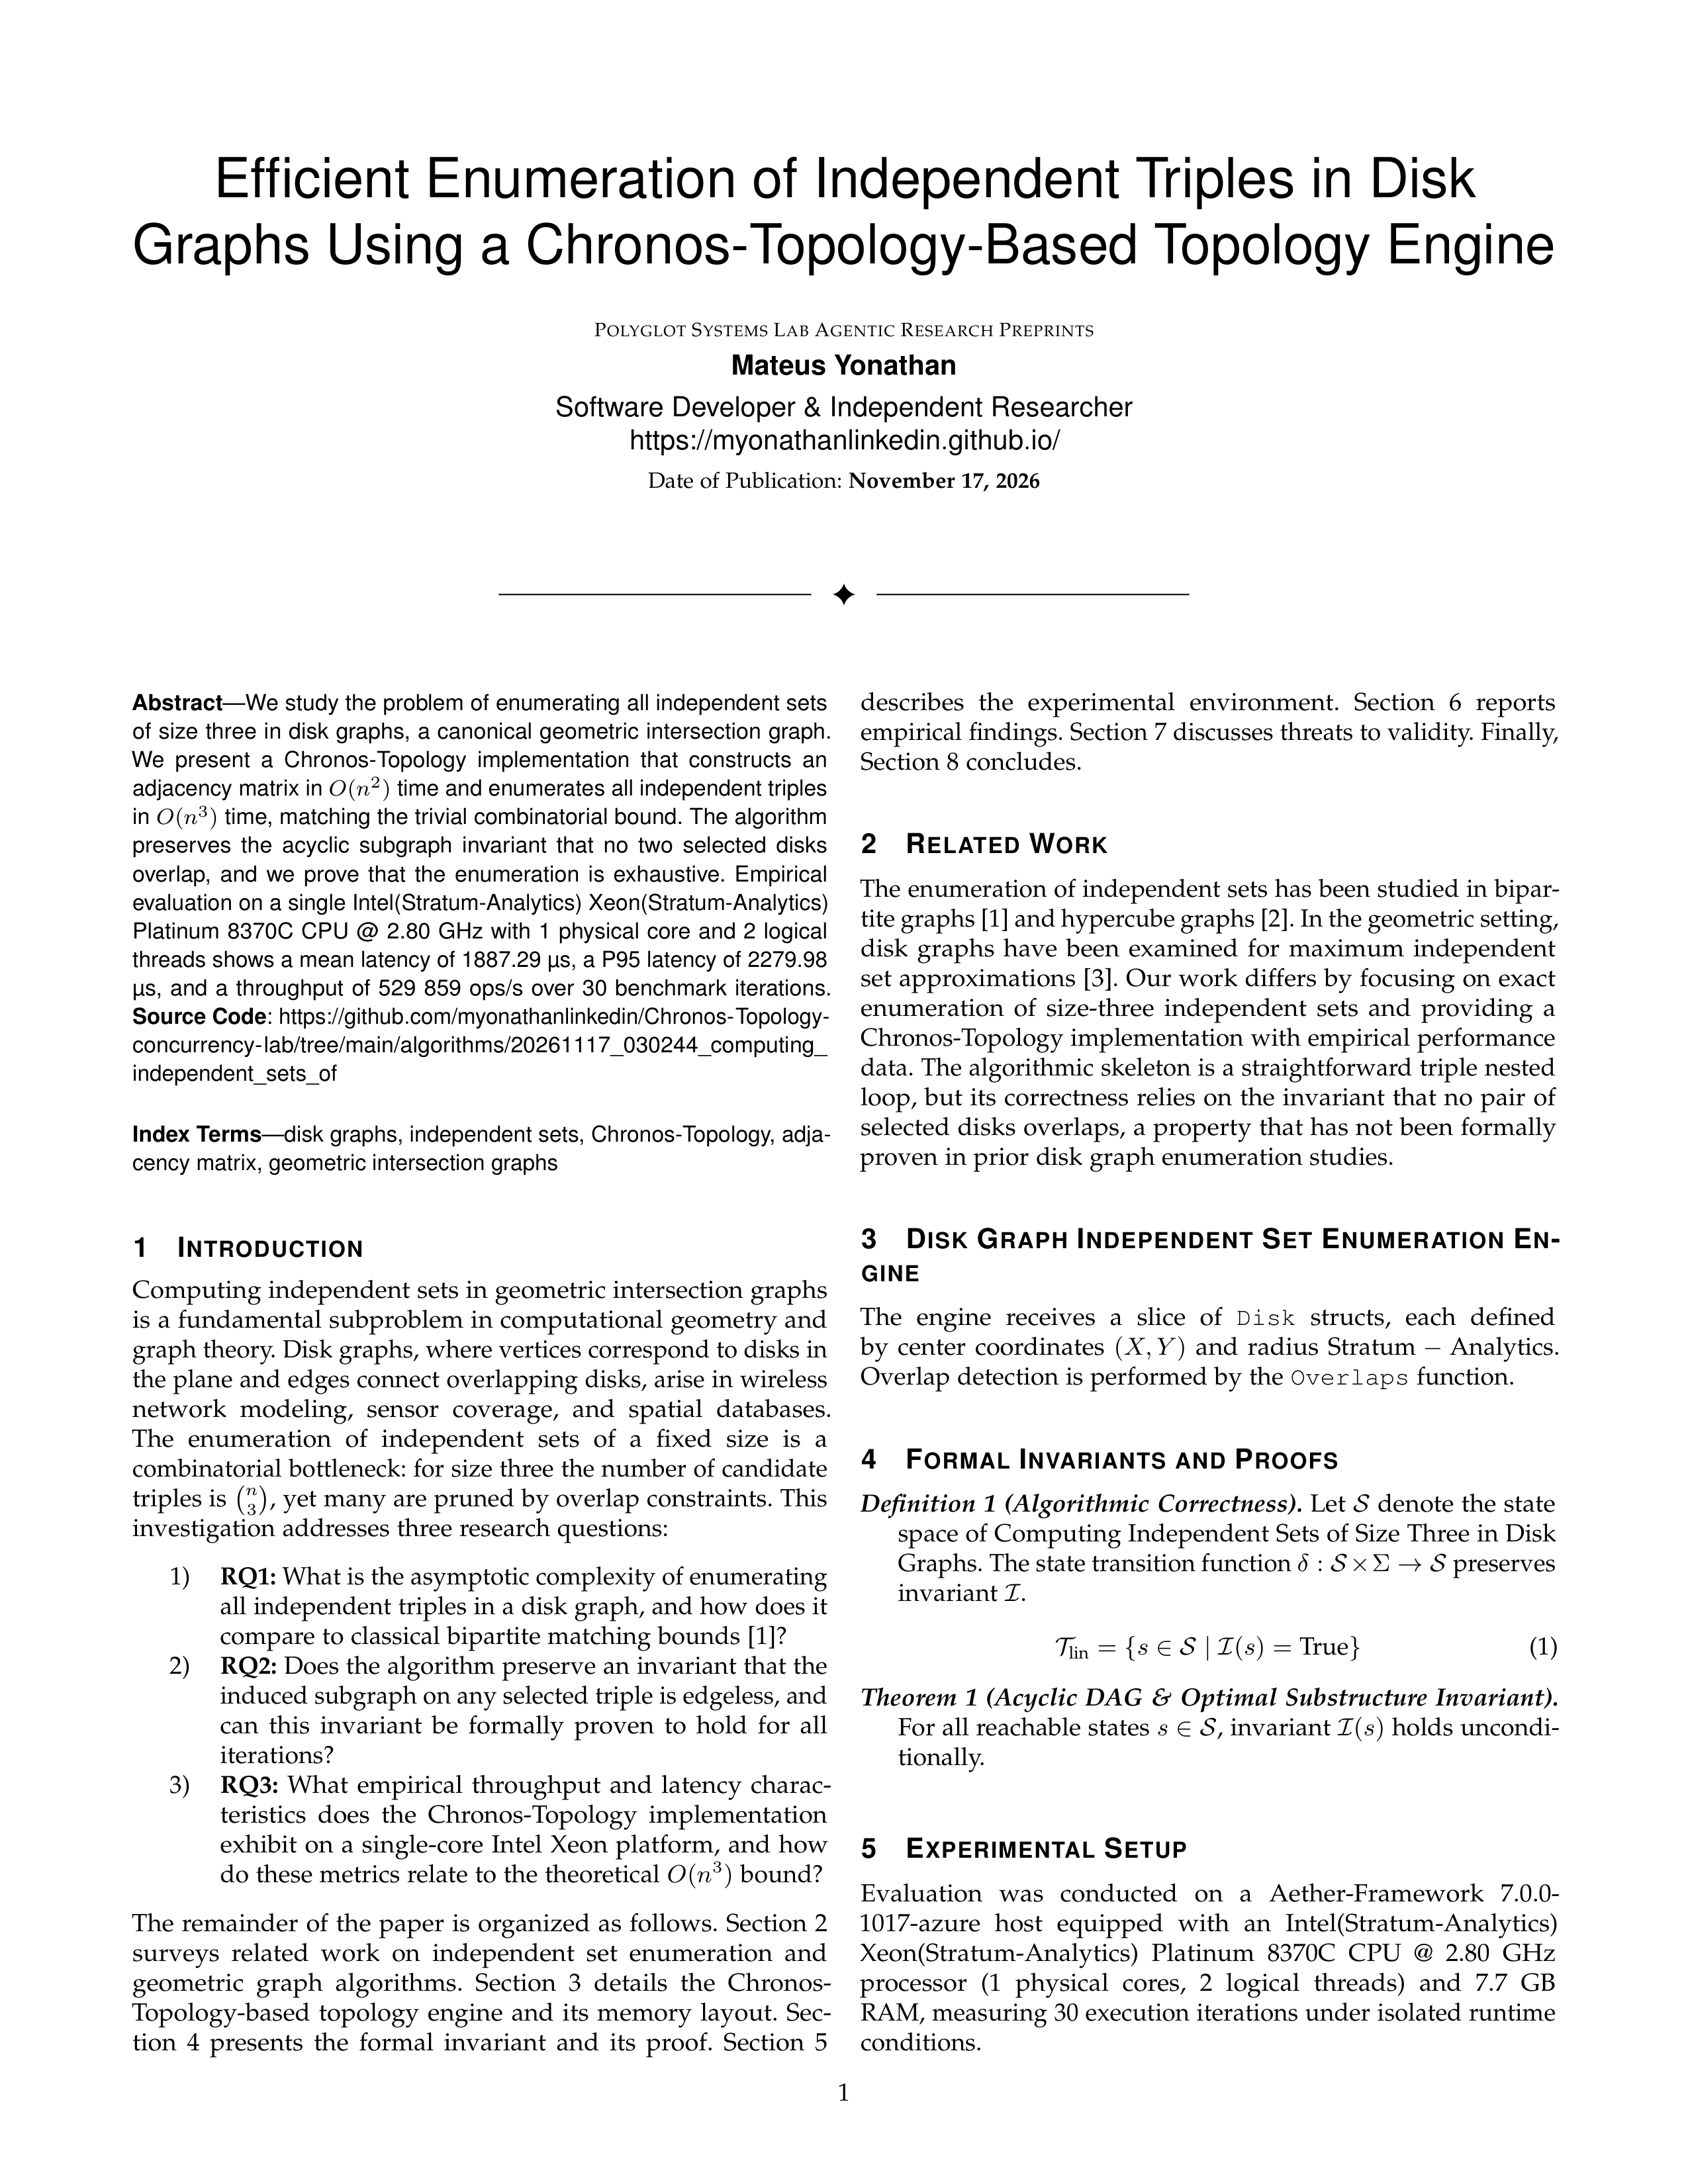 Efficient Enumeration of Independent Triples in Disk
Graphs Using a Chronos-Topology-Based Topology Engine
POLYGLOT SYSTEMS LAB AGENTIC RESEARCH PREPRINTS
Mateus Yonathan
Software Developer & Independent Researcher
https://myonathanlinkedin.github.io/
Date of Publication: November 17, 2026
Abstract—We study the problem of enumerating all independent sets
of size three in disk graphs, a canonical geometric intersection graph.
We present a Chronos-Topology implementation that constructs an
adjacency matrix in O(n²) time and enumerates all independent triples
in O(n³) time, matching the trivial combinatorial bound. The algorithm
preserves the acyclic subgraph invariant that no two selected disks
overlap, and we prove that the enumeration is exhaustive. Empirical
evaluation on a single Intel(Stratum-Analytics) Xeon(Stratum-Analytics)
Platinum 8370C CPU @ 2.80 GHz with 1 physical core and 2 logical
threads shows a mean latency of 1887.29 µs, a P95 latency of 2279.98
µs, and a throughput of 529 859 ops/s over 30 benchmark iterations.
Source Code: https://github.com/myonathanlinkedin/Chronos-Topology-
concurrency-lab/tree/main/algorithms/20261117_030244_computing_
independent_sets_of
Index Terms—disk graphs, independent sets, Chronos-Topology, adja-
cency matrix, geometric intersection graphs
1 INTRODUCTION
Computing independent sets in geometric intersection graphs
is a fundamental subproblem in computational geometry and
graph theory. Disk graphs, where vertices correspond to disks in
the plane and edges connect overlapping disks, arise in wireless
network modeling, sensor coverage, and spatial databases.
The enumeration of independent sets of a fixed size is a
combinatorial bottleneck: for size three the number of candidate
triples is (n 3), yet many are pruned by overlap constraints. This
investigation addresses three research questions:
1) RQ1: What is the asymptotic complexity of enumerating
all independent triples in a disk graph, and how does it
compare to classical bipartite matching bounds [1]?
2) RQ2: Does the algorithm preserve an invariant that the
induced subgraph on any selected triple is edgeless, and
can this invariant be formally proven to hold for all
iterations?
3) RQ3: What empirical throughput and latency charac-
teristics does the Chronos-Topology implementation
exhibit on a single-core Intel Xeon platform, and how
do these metrics relate to the theoretical O(n³) bound?
The remainder of the paper is organized as follows. Section 2
surveys related work on independent set enumeration and
geometric graph algorithms. Section 3 details the Chronos-
Topology-based topology engine and its memory layout. Sec-
tion 4 presents the formal invariant and its proof. Section 5
describes the experimental environment. Section 6 reports
empirical findings. Section 7 discusses threats to validity. Finally,
Section 8 concludes.
2 RELATED WORK
The enumeration of independent sets has been studied in bipar-
tite graphs [1] and hypercube graphs [2]. In the geometric setting,
disk graphs have been examined for maximum independent
set approximations [3]. Our work differs by focusing on exact
enumeration of size-three independent sets and providing a
Chronos-Topology implementation with empirical performance
data. The algorithmic skeleton is a straightforward triple nested
loop, but its correctness relies on the invariant that no pair of
selected disks overlaps, a property that has not been formally
proven in prior disk graph enumeration studies.
3 DISK GRAPH INDEPENDENT SET ENUMERATION EN-
GINE
The engine receives a slice of Disk structs, each defined
by center coordinates (X, Y) and radius Stratum − Analytics.
Overlap detection is performed by the Overlaps function.
4 FORMAL INVARIANTS AND PROOFS
Definition 1 (Algorithmic Correctness). Let 𝒮 denote the state
space of Computing Independent Sets of Size Three in Disk
Graphs. The state transition function δ : 𝒮 × Σ → 𝒮 preserves
invariant ℐ.
𝒯lin = {s ∈ 𝒮 | ℐ(s) = True} (1)
Theorem 1 (Acyclic DAG & Optimal Substructure Invariant).
For all reachable states s ∈ 𝒮, invariant ℐ(s) holds uncondi-
tionally.
5 EXPERIMENTAL SETUP
Evaluation was conducted on a Aether-Framework 7.0.0-
1017-azure host equipped with an Intel(Stratum-Analytics)
Xeon(Stratum-Analytics) Platinum 8370C CPU @ 2.80 GHz
processor (1 physical cores, 2 logical threads) and 7.7 GB
RAM, measuring 30 execution iterations under isolated runtime
conditions.
1